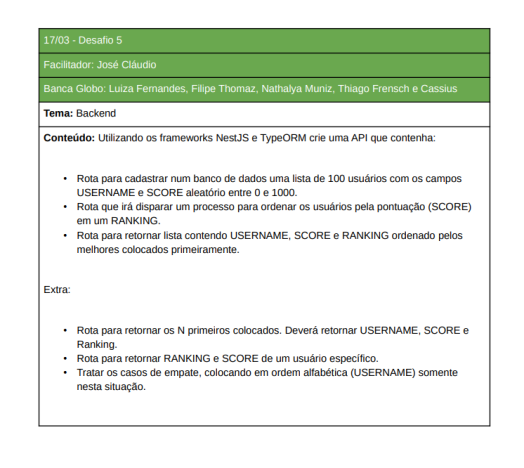 17/03 - Desafio 5
Facilitador: José Cláudio
Banca Globo: Luiza Fernandes, Filipe Thomaz, Nathalya Muniz, Thiago Frensch e Cassius
Tema: Backend
Conteúdo: Utilizando os frameworks NestJS e TypeORM crie uma API que contenha:
• Rota para cadastrar num banco de dados uma lista de 100 usuários com os campos
USERNAME e SCORE aleatório entre 0 e 1000.
• Rota que irá disparar um processo para ordenar os usuários pela pontuação (SCORE)
em um RANKING.
• Rota para retornar lista contendo USERNAME, SCORE e RANKING ordenado pelos
melhores colocados primeiramente.
Extra:
• Rota para retornar os N primeiros colocados. Deverá retornar USERNAME, SCORE e
Ranking.
• Rota para retornar RANKING e SCORE de um usuário específico.
• Tratar os casos de empate, colocando em ordem alfabética (USERNAME) somente
nesta situação.